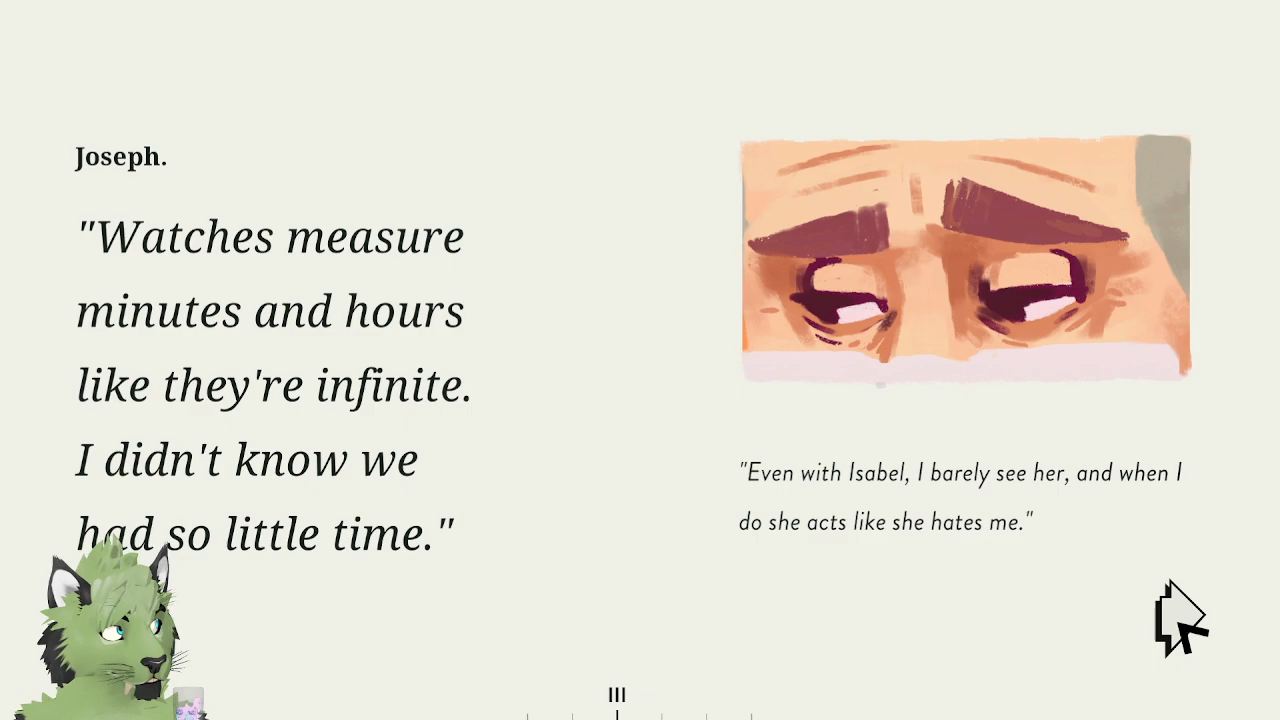 Joseph.
"Watches measure
minutes and hours
like they're infinite.
I didn't know we
had so little time."
"Even with Isabel, I barely see her, and when I
do she acts like she hates me."
III